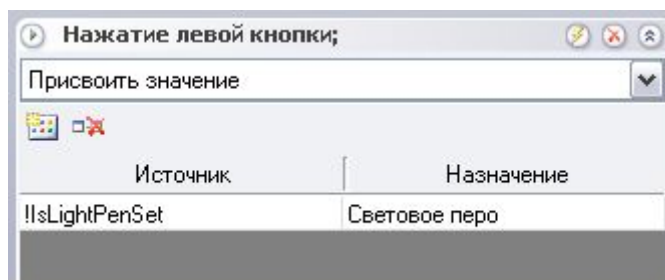 Нажатие левой кнопки;
Присвоить значение
Источник Назначение
!IsLightPenSet Световое перо